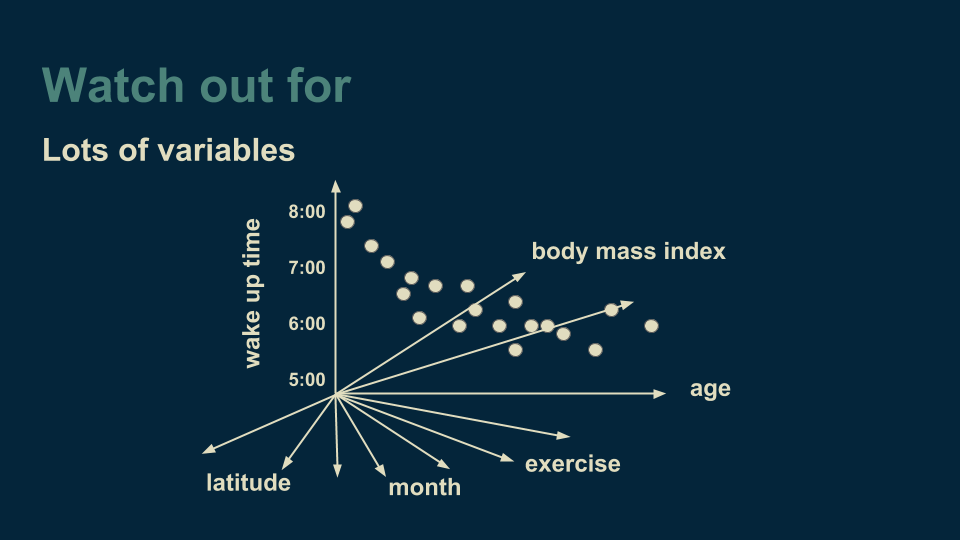 Watch out for
Lots of variables
8:00
7:00
6:00
5:00
wake up time
body mass index
age
exercise
latitude
month